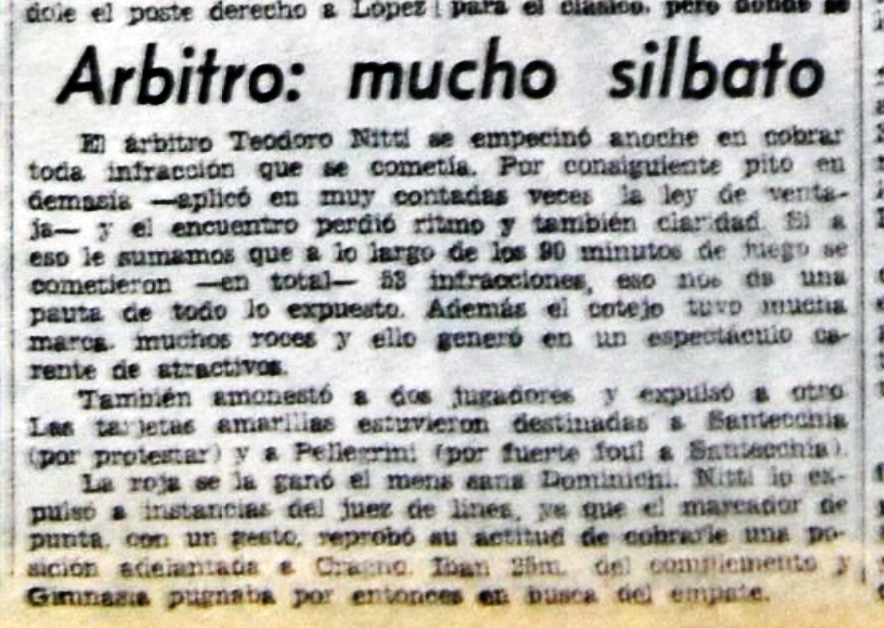 dole el poste derecho a López para el clásico, pero donde se
Arbitro: mucho silbato
El árbitro Teodoro Nitti se empecinó anoche en cobrar
toda infracción que se cometía. Por consiguiente pito en
demasía —aplicó en muy contadas veces la ley de venta-
ja— y el encuentro perdió ritmo y también claridad. Si a
eso le sumamos que a lo largo de los 90 minutos de juego se
cometieron —en total— 53 infracciones, eso nos da una
pauta de todo lo expuesto. Además el cotejo tuvo mucha
marca, muchos roces y ello generó en un espectáculo ca-
rente de atractivos.
También amonestó a dos jugadores y expulsó a otro
Las tarjetas amarillas estuvieron destinadas a Santecchia
(por protestar) y a Pellegrini (por fuerte foul a Santecchia).
La roja se la ganó el mens sana Dominichi. Nitti lo ex-
pulsó a instancias del juez de línea, ya que el marcador de
punta, con un gesto, reprobó su actitud de cobrarle una po-
sición adelantada a Cragno. Iban 25m. del complemento y
Gimnasia pugnaba por entonces en busca del empate.